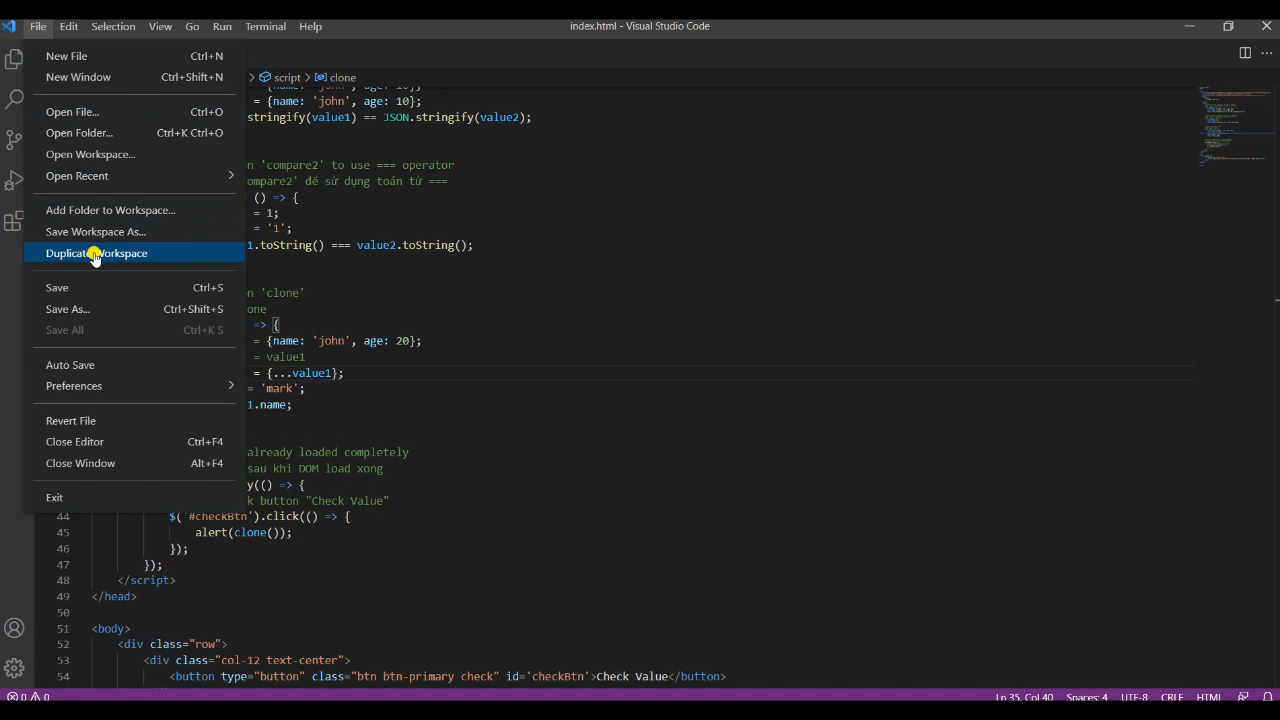 File Edit Selection View Go Run Terminal Help index.html - Visual Studio Code
New File Ctrl+N
New Window Ctrl+Shift+N
Open File... Ctrl+O
Open Folder... Ctrl+K Ctrl+O
Open Workspace...
Open Recent
Add Folder to Workspace...
Save Workspace As...
Duplicate Workspace
Save Ctrl+S
Save As... Ctrl+Shift+S
Save All Ctrl+K S
Auto Save
Preferences
Revert File
Close Editor Ctrl+F4
Close Window Alt+F4
Exit
> script > clone
= {name: 'john', age: 10};
= {name: 'john', age: 10};
stringify(value1) == JSON.stringify(value2);
n 'compare2' to use === operator
ompare2' để sử dụng toán tử ===
() => {
= 1;
= '1';
1.toString() === value2.toString();
on 'clone'
one
=> {
= {name: 'john', age: 20};
= value1
= {...value1};
= 'mark';
1.name;
already loaded completely
sau khi DOM load xong
y(() => {
k button "Check Value"
44 $('#checkBtn').click(() => {
45 alert(clone());
46 });
47 });
48 </script>
49 </head>
50
51 <body>
52 <div class="row">
53 <div class="col-12 text-center">
54 <button type="button" class="btn btn-primary check" id='checkBtn'>Check Value</button>
0 0 Ln 35, Col 40 Spaces: 4 UTF-8 CRLF HTML